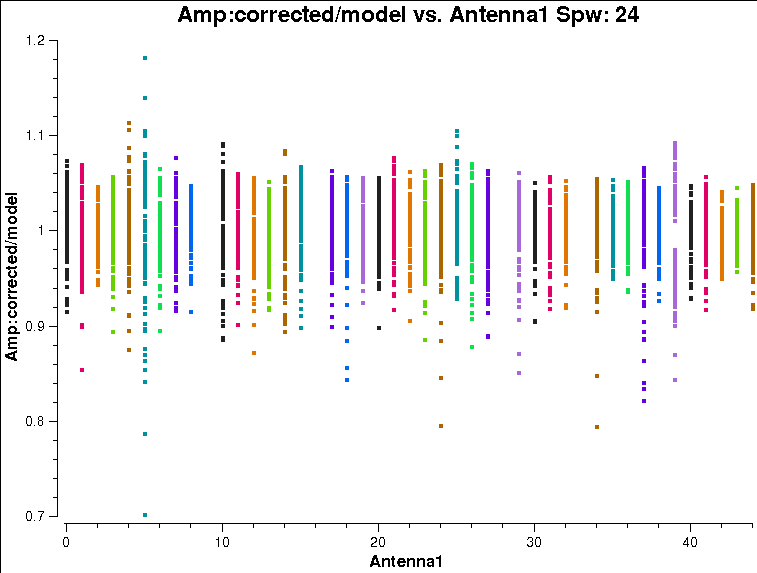 Amp:corrected/model vs. Antenna1 Spw: 24
1.2
1.1
1
0.9
0.8
0.7
Amp:corrected/model
0 10 20 30 40
Antenna1